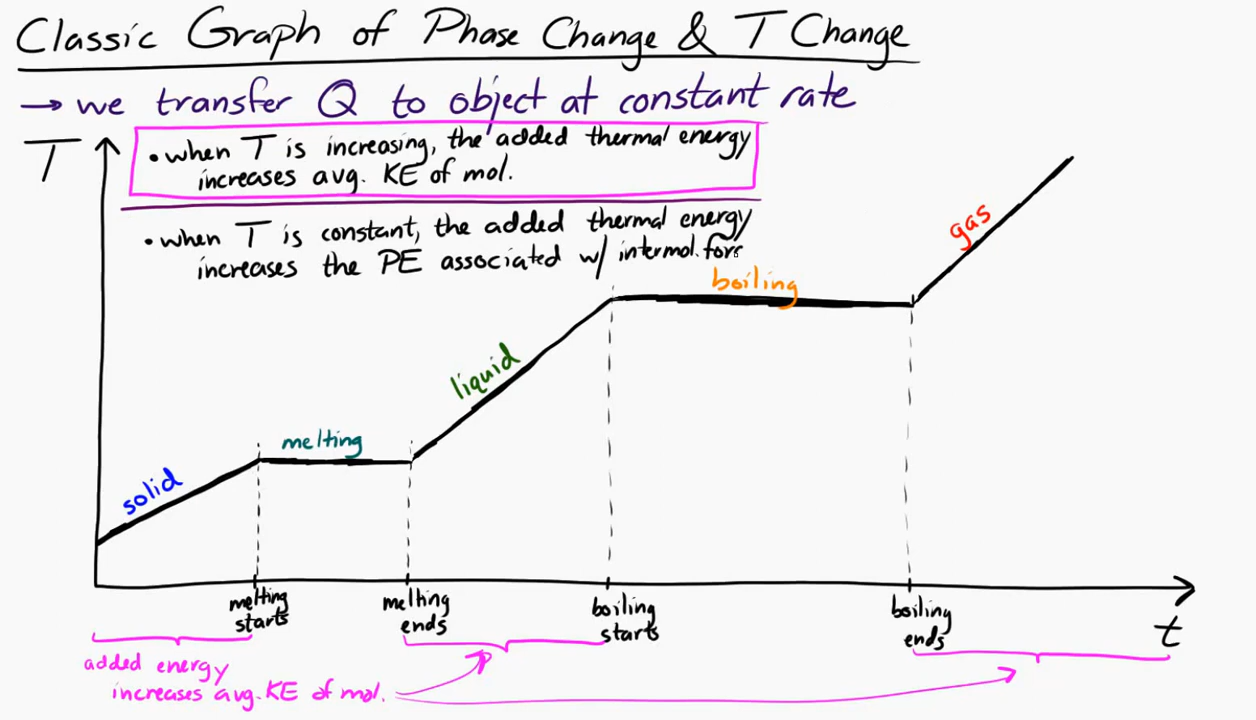 Classic Graph of Phase Change & T Change
→ we transfer Q to object at constant rate
T
• when T is increasing, the added thermal energy
increases avg. KE of mol.
• when T is constant, the added thermal energy
increases the PE associated w/ intermol. forc
gas
boiling
liquid
melting
solid
melting
starts
melting
ends
boiling
starts
boiling
ends
t
added energy
increases avg. KE of mol.